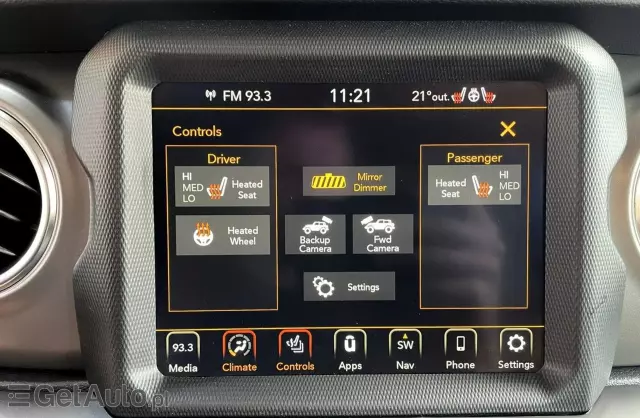 FM 93.3 11:21 21° out.
Controls
Driver
HI
MED
LO
Heated
Seat
Heated
Wheel
Mirror
Dimmer
Backup
Camera
Fwd
Camera
Settings
Passenger
Heated
Seat
HI
MED
LO
93.3
Media
Climate
Controls
Apps
SW
Nav
Phone
Settings
GetAuto.pl